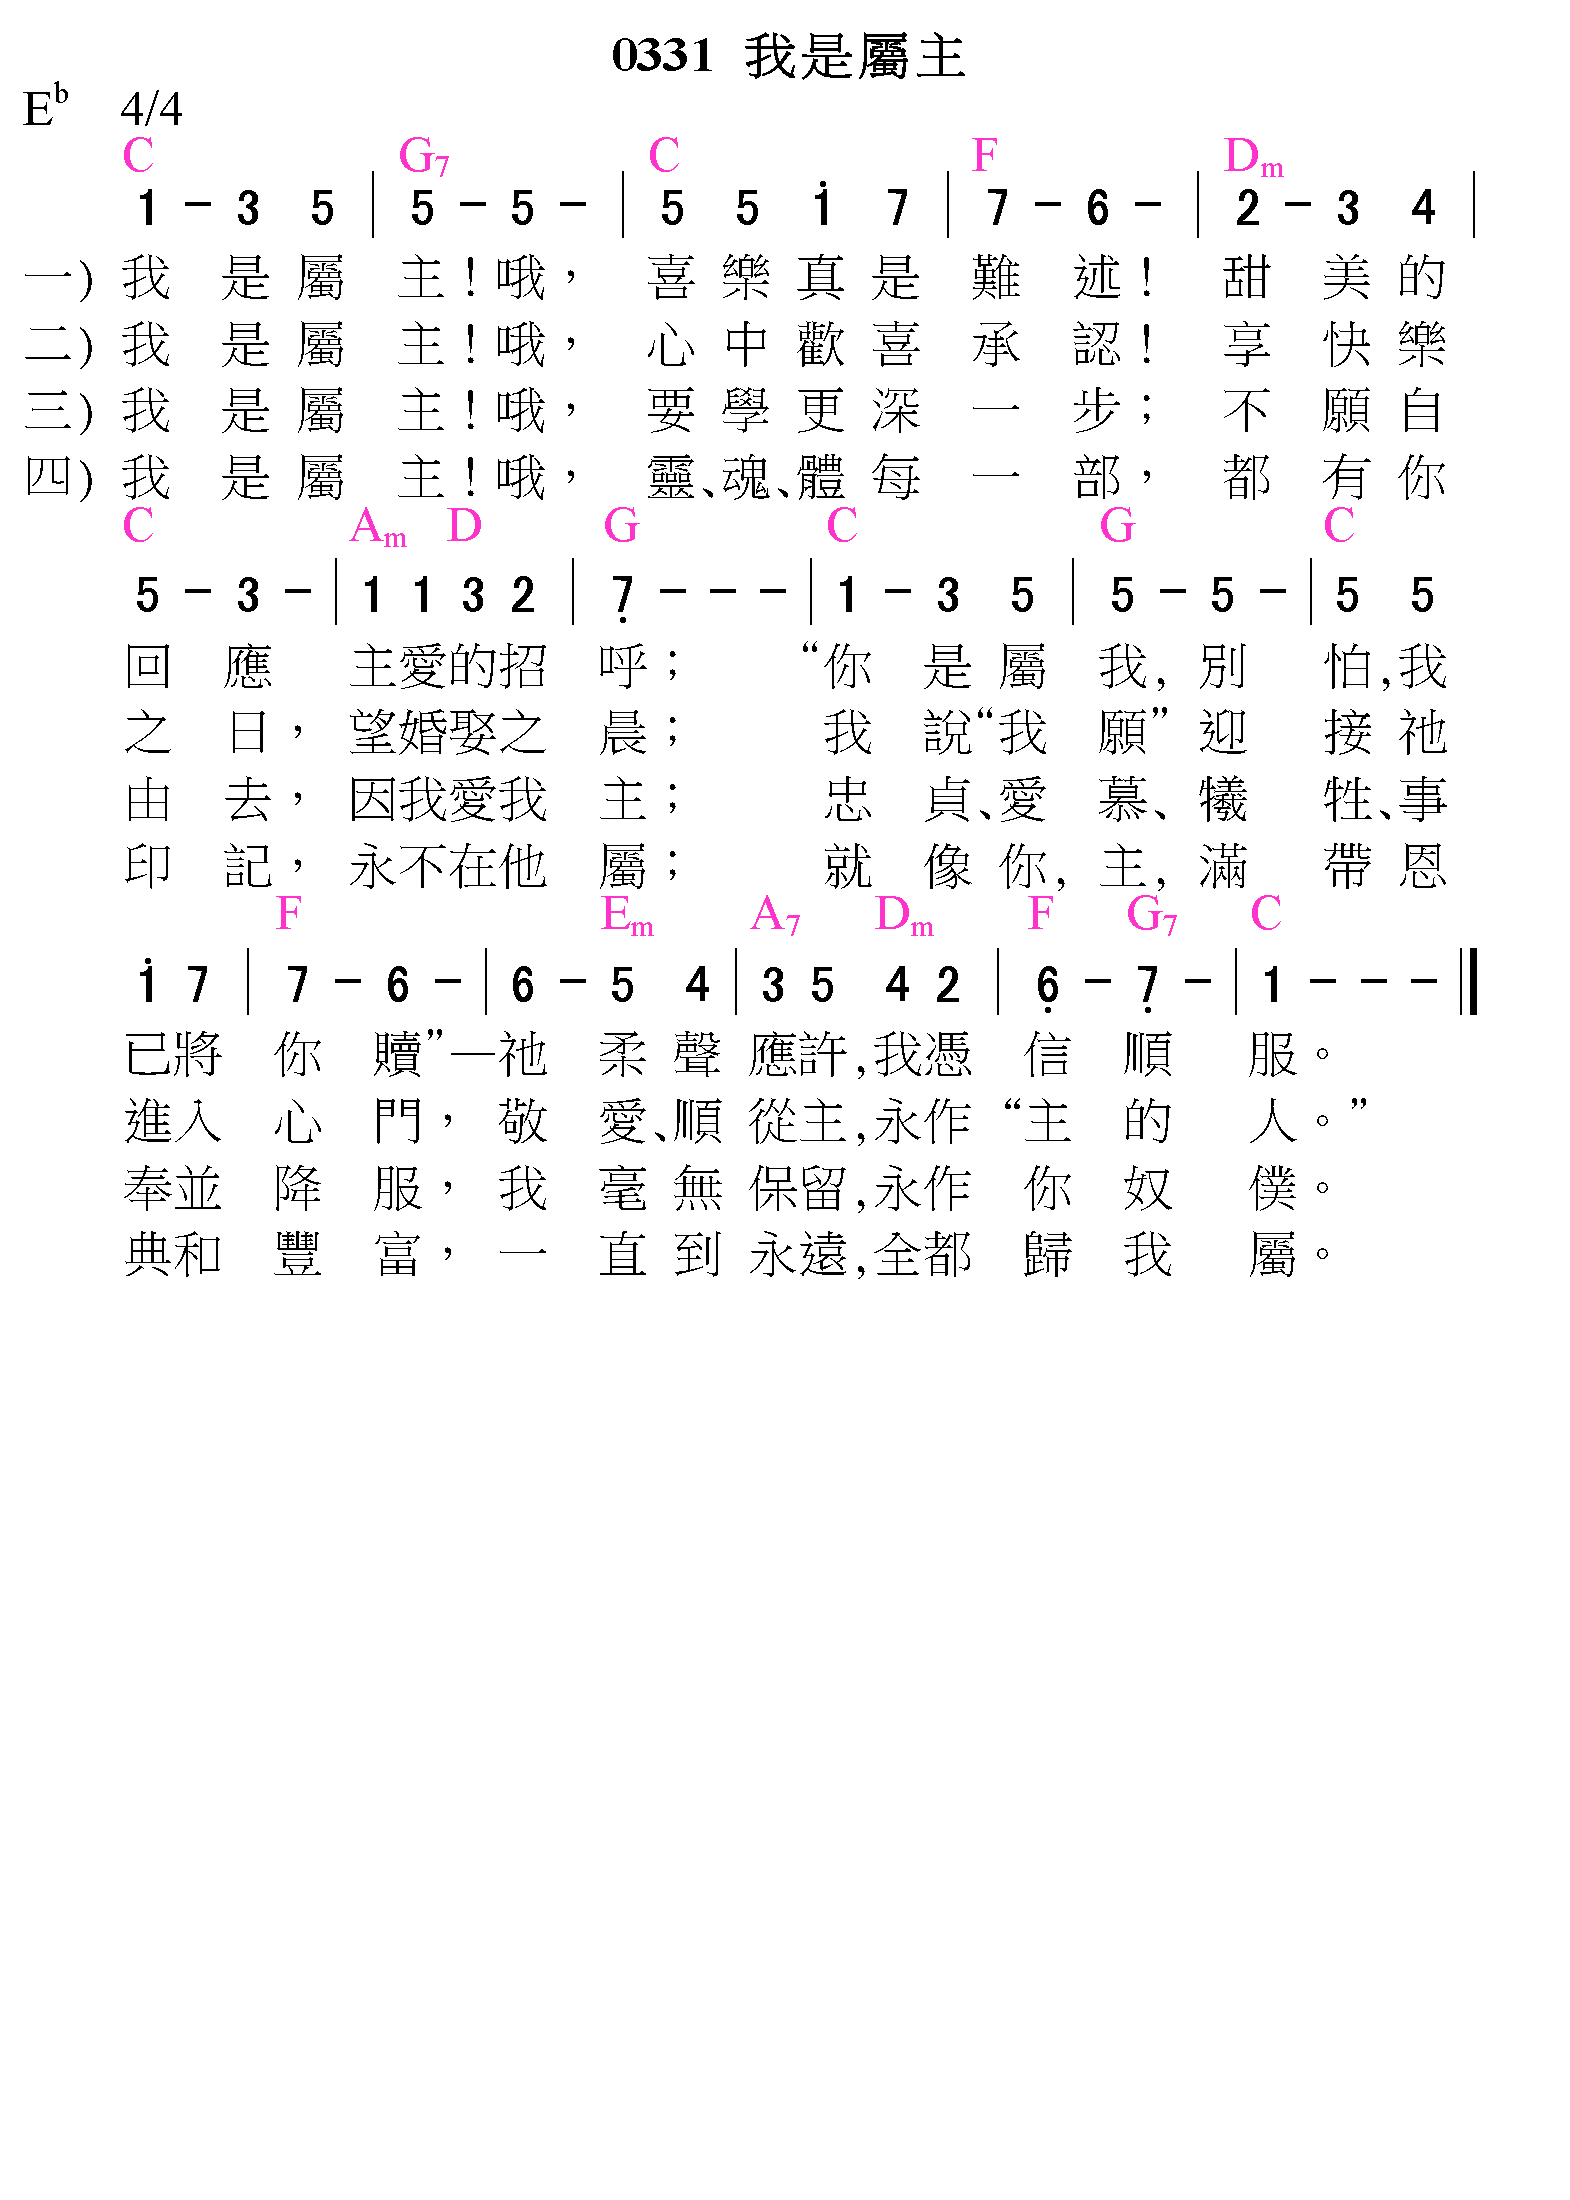 0331 我是屬主
E♭ 4/4
C G7 C F Dm
1 - 3 5 | 5 - 5 - | 5 5 i 7 | 7 - 6 - | 2 - 3 4 |
一) 我 是 屬 主！哦， 喜 樂 真 是 難 述！ 甜 美 的
二) 我 是 屬 主！哦， 心 中 歡 喜 承 認！ 享 快 樂
三) 我 是 屬 主！哦， 要 學 更 深 一 步； 不 願 自
四) 我 是 屬 主！哦， 靈、魂、體 每 一 部， 都 有 你
C Am D G C G C
5 - 3 - | 1 1 3 2 | 7̣ - - - | 1 - 3 5 | 5 - 5 - | 5 5
回 應 主愛的招 呼； “你 是 屬 我, 別 怕,我
之 日， 望婚娶之 晨； 我 說“我 願” 迎 接 祂
由 去， 因我愛我 主； 忠 貞、愛 慕、犧 牲、事
印 記， 永不在他 屬； 就 像 你, 主, 滿 帶 恩
F Em A7 Dm F G7 C
i 7 | 7 - 6 - | 6 - 5 4 | 3 5 4 2 | 6̣ - 7̣ - | 1 - - - ‖
已將 你 贖”—祂 柔 聲 應許,我憑 信 順 服。
進入 心 門， 敬 愛、順 從主,永作 “主 的 人。”
奉並 降 服， 我 毫 無 保留,永作 你 奴 僕。
典和 豐 富， 一 直 到 永遠,全都 歸 我 屬。